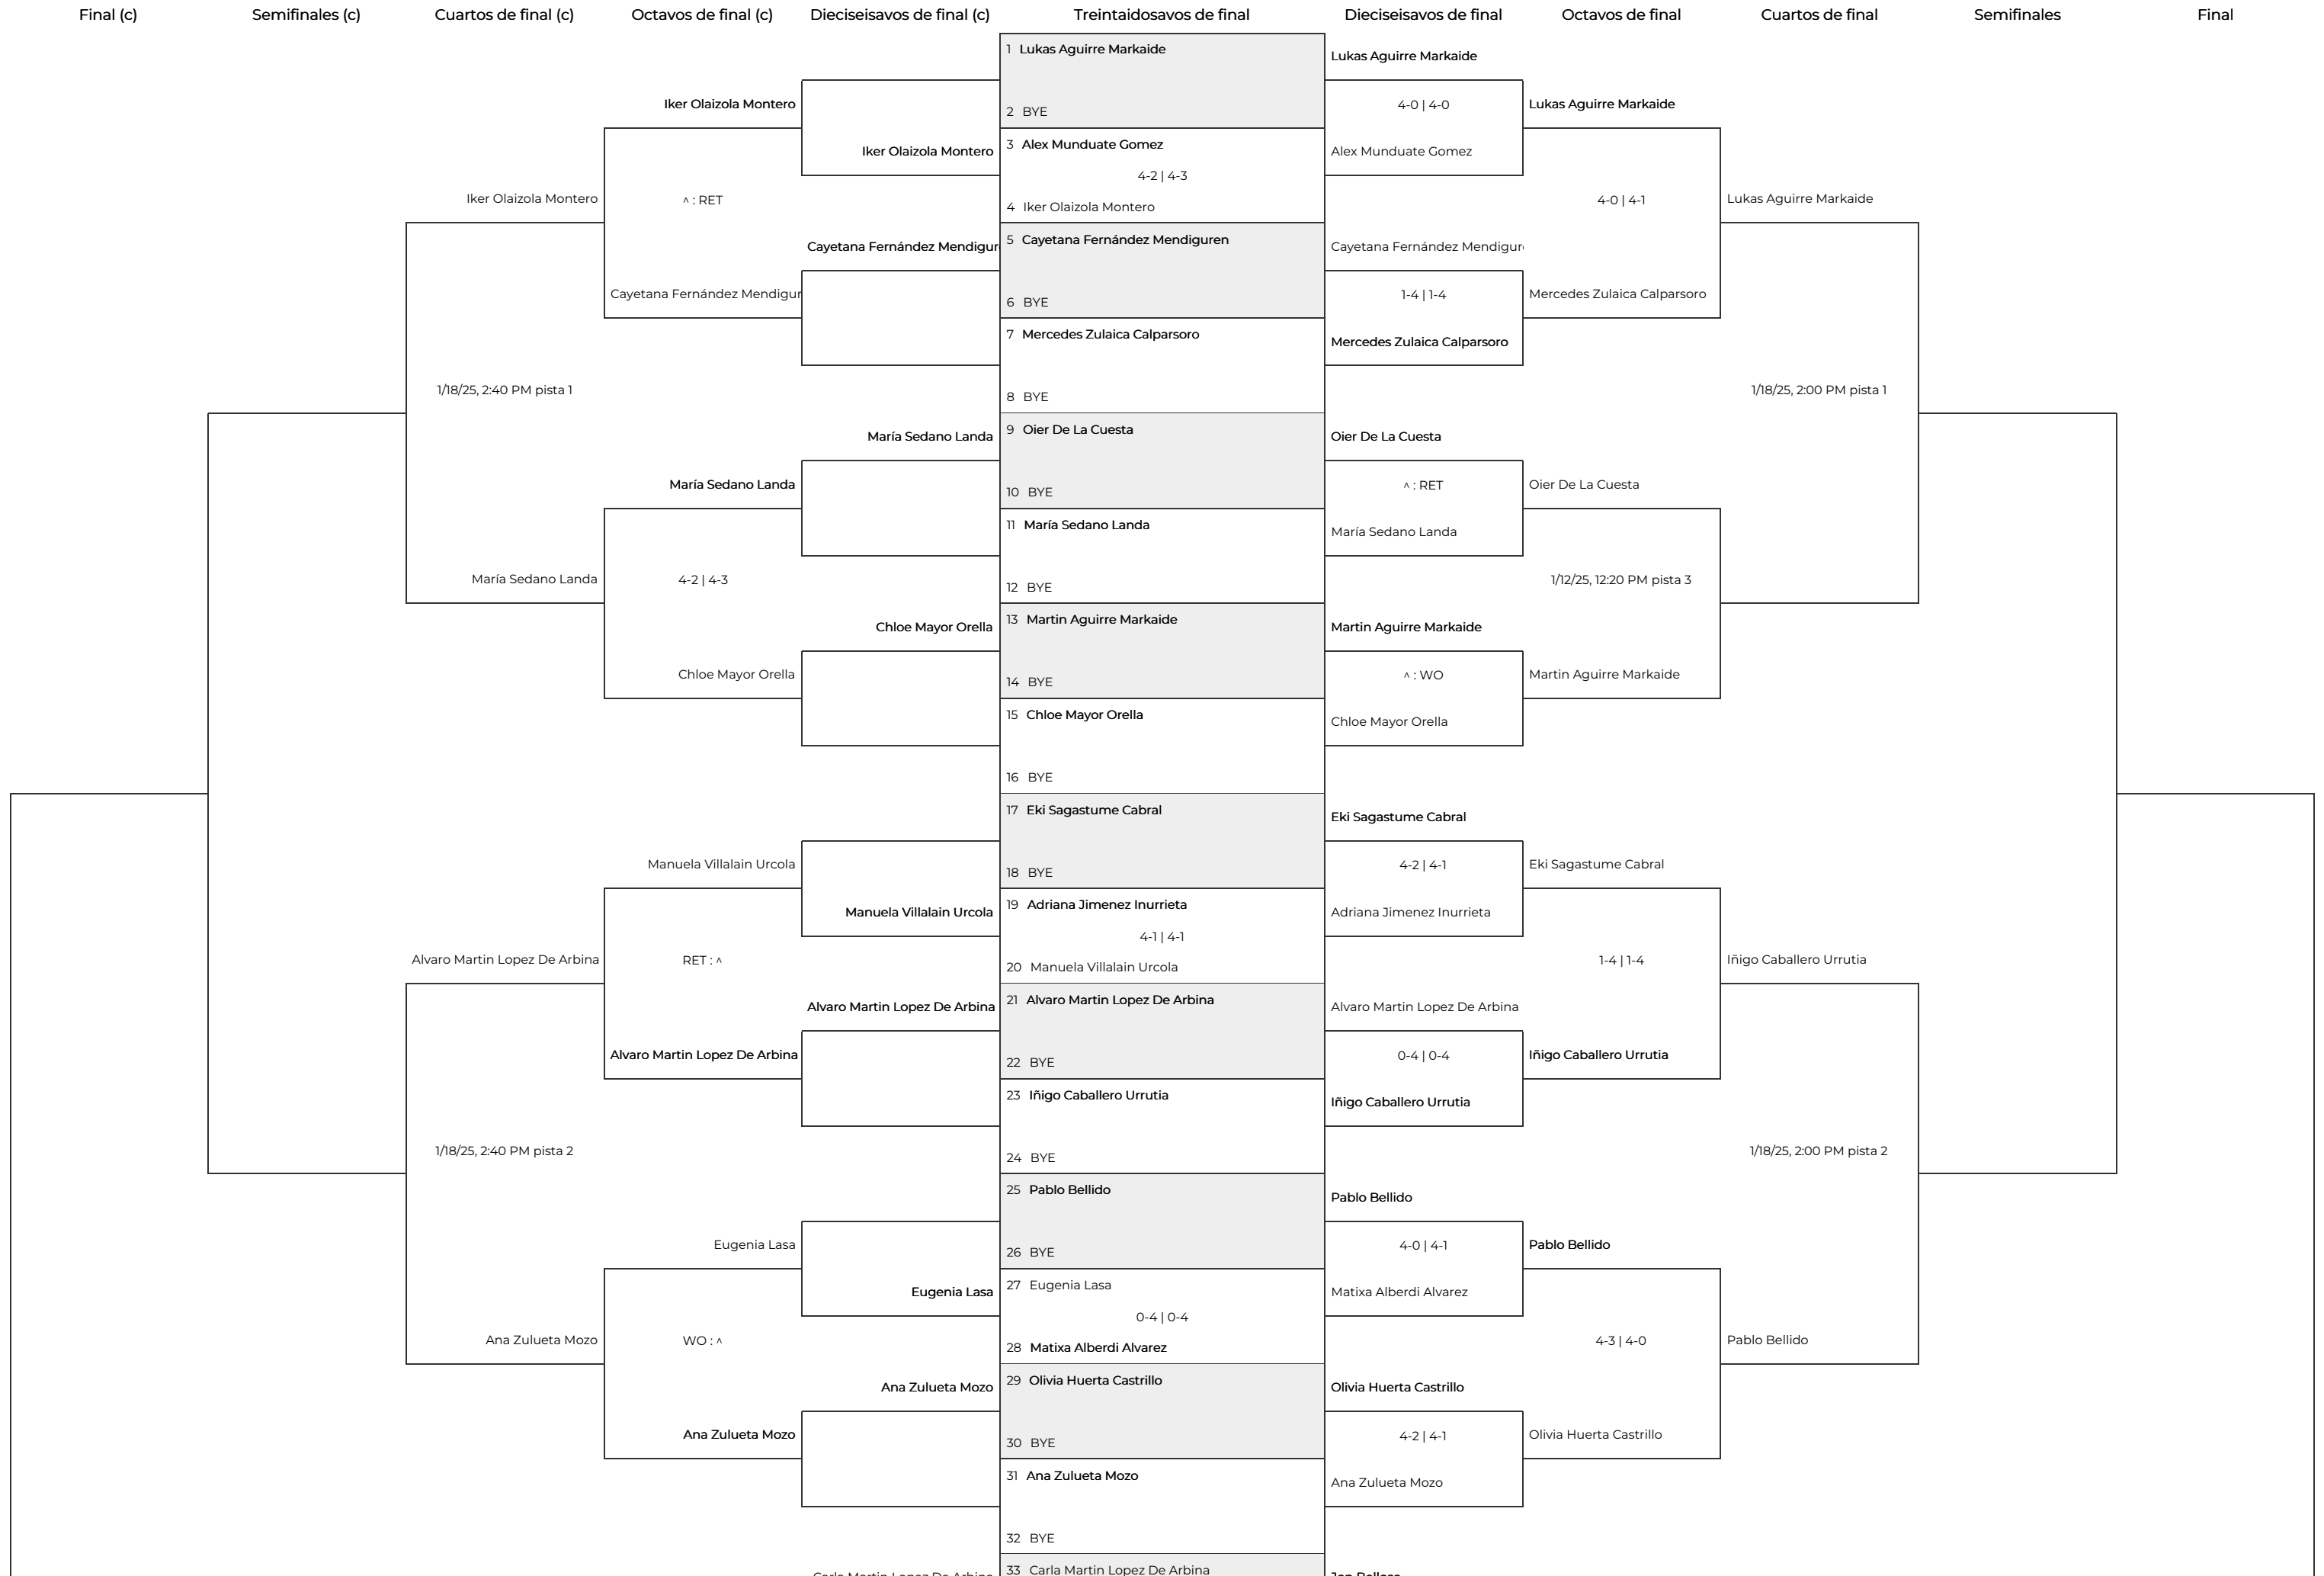 Final (c) Semifinales (c) Cuartos de final (c) Octavos de final (c) Dieciseisavos de final (c) Treintaidosavos de final Dieciseisavos de final Octavos de final Cuartos de final Semifinales Final
1 Lukas Aguirre Markaide
Lukas Aguirre Markaide
Iker Olaizola Montero
4-0 | 4-0
Lukas Aguirre Markaide
2 BYE
3 Alex Munduate Gomez
Iker Olaizola Montero
Alex Munduate Gomez
4-2 | 4-3
Iker Olaizola Montero
^ : RET
4-0 | 4-1
Lukas Aguirre Markaide
4 Iker Olaizola Montero
5 Cayetana Fernández Mendiguren
Cayetana Fernández Mendigur
Cayetana Fernández Mendigur
Cayetana Fernández Mendigur
6 BYE
1-4 | 1-4
Mercedes Zulaica Calparsoro
7 Mercedes Zulaica Calparsoro
Mercedes Zulaica Calparsoro
1/18/25, 2:40 PM pista 1
8 BYE
1/18/25, 2:00 PM pista 1
9 Oier De La Cuesta
María Sedano Landa
Oier De La Cuesta
María Sedano Landa
10 BYE
^ : RET
Oier De La Cuesta
11 María Sedano Landa
María Sedano Landa
María Sedano Landa
4-2 | 4-3
12 BYE
1/12/25, 12:20 PM pista 3
13 Martin Aguirre Markaide
Chloe Mayor Orella
Martin Aguirre Markaide
Chloe Mayor Orella
14 BYE
^ : WO
Martin Aguirre Markaide
15 Chloe Mayor Orella
Chloe Mayor Orella
16 BYE
17 Eki Sagastume Cabral
Eki Sagastume Cabral
Manuela Villalain Urcola
18 BYE
4-2 | 4-1
Eki Sagastume Cabral
19 Adriana Jimenez Inurrieta
Manuela Villalain Urcola
Adriana Jimenez Inurrieta
4-1 | 4-1
Alvaro Martin Lopez De Arbina
RET : ^
20 Manuela Villalain Urcola
1-4 | 1-4
Iñigo Caballero Urrutia
21 Alvaro Martin Lopez De Arbina
Alvaro Martin Lopez De Arbina
Alvaro Martin Lopez De Arbina
Alvaro Martin Lopez De Arbina
22 BYE
0-4 | 0-4
Iñigo Caballero Urrutia
23 Iñigo Caballero Urrutia
Iñigo Caballero Urrutia
1/18/25, 2:40 PM pista 2
24 BYE
1/18/25, 2:00 PM pista 2
25 Pablo Bellido
Pablo Bellido
Eugenia Lasa
26 BYE
4-0 | 4-1
Pablo Bellido
27 Eugenia Lasa
Eugenia Lasa
Matixa Alberdi Alvarez
0-4 | 0-4
Ana Zulueta Mozo
WO : ^
28 Matixa Alberdi Alvarez
4-3 | 4-0
Pablo Bellido
29 Olivia Huerta Castrillo
Ana Zulueta Mozo
Olivia Huerta Castrillo
Ana Zulueta Mozo
30 BYE
4-2 | 4-1
Olivia Huerta Castrillo
31 Ana Zulueta Mozo
Ana Zulueta Mozo
32 BYE
33 Carla Martin Lopez De Arbina